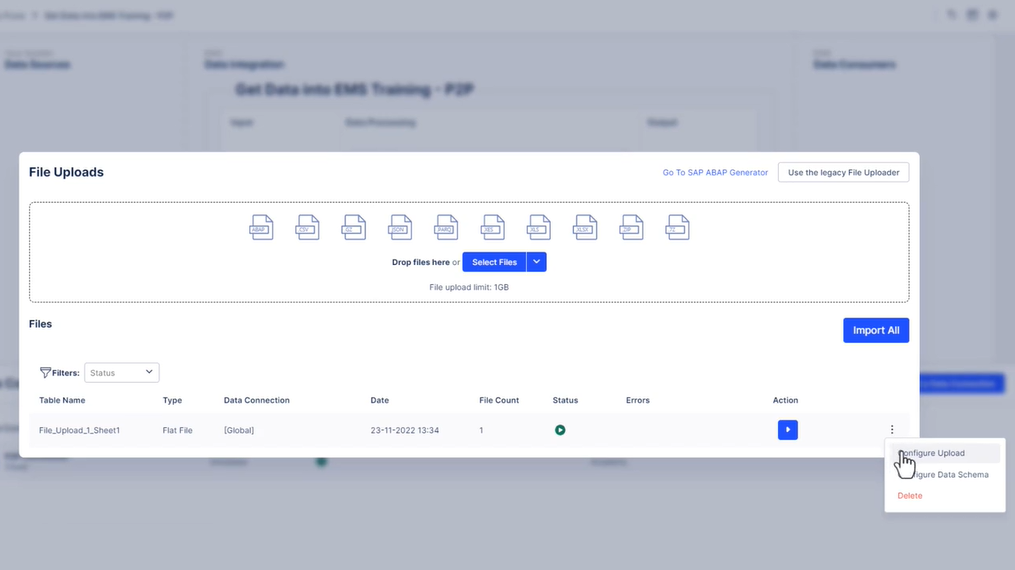 Get Data into EMS Training - P2P
Data Sources
Data Integration
Data Consumers
Get Data into EMS Training - P2P
Input
Data Processing
Output
File Uploads
Go To SAP ABAP Generator
Use the legacy File Uploader
ABAP
CSV
GZ
JSON
PARQ
XES
XLS
XLSX
ZIP
7Z
Drop files here or
Select Files
File upload limit: 1GB
Files
Import All
Filters:
Status
Table Name Type Data Connection Date File Count Status Errors Action
File_Upload_1_Sheet1 Flat File [Global] 23-11-2022 13:34 1
Configure Upload
figure Data Schema
Delete